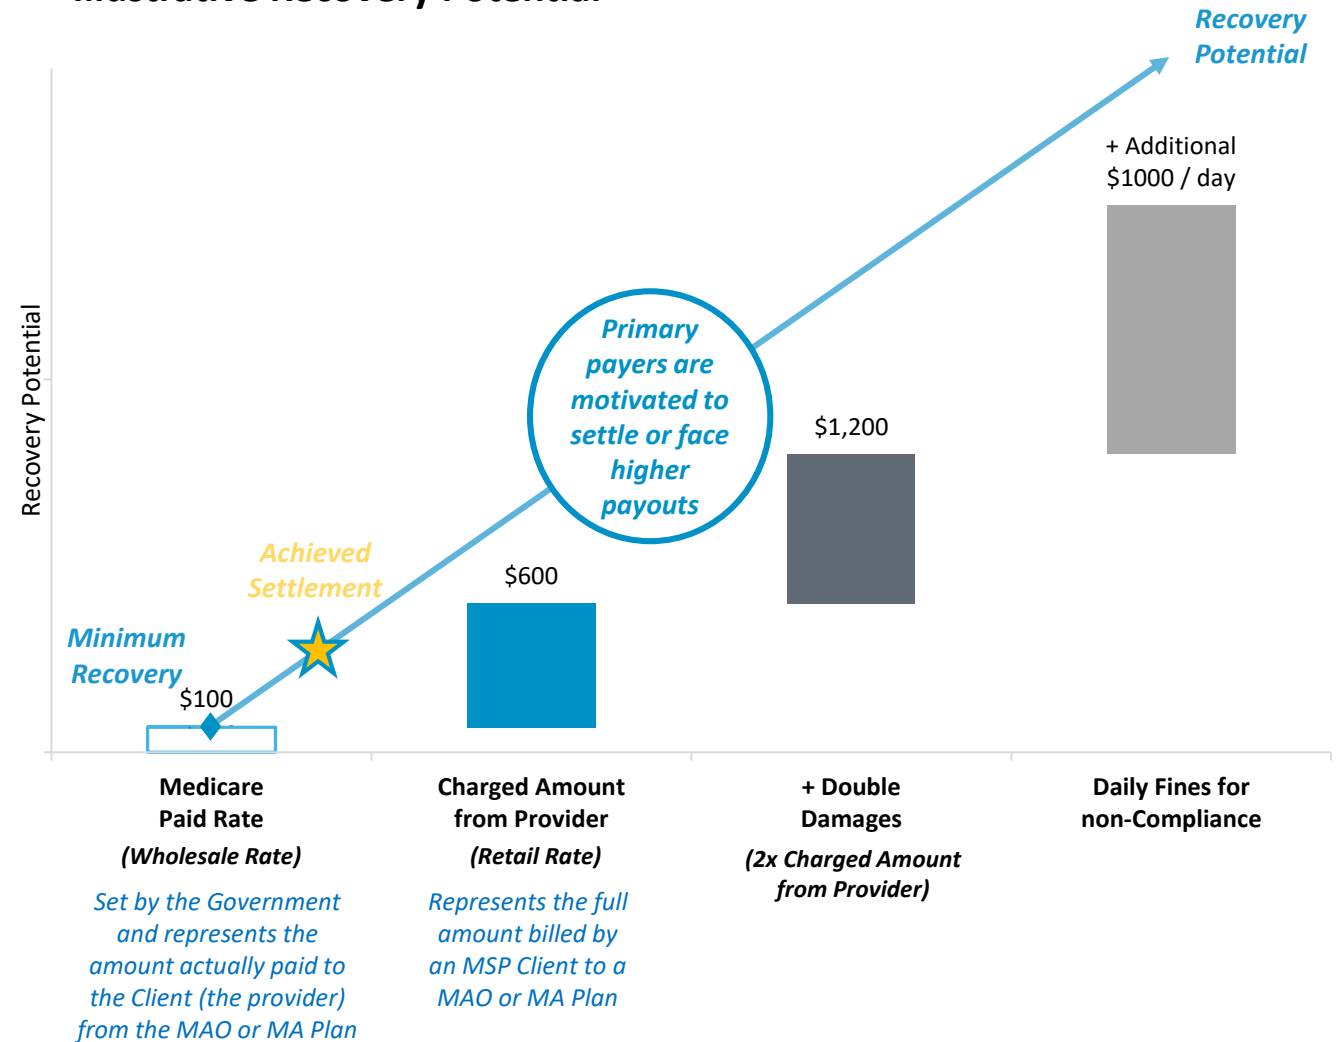 Illustrative Recovery Potential
Recovery
Potential
+ Additional
$1000 / day
Recovery Potential
Primary
payers are
motivated to
settle or face
higher
payouts
$1,200
Achieved
Settlement
$600
Minimum
Recovery
$100
Medicare
Paid Rate
(Wholesale Rate)
Set by the Government
and represents the
amount actually paid to
the Client (the provider)
from the MAO or MA Plan
Charged Amount
from Provider
(Retail Rate)
Represents the full
amount billed by
an MSP Client to a
MAO or MA Plan
+ Double
Damages
(2x Charged Amount
from Provider)
Daily Fines for
non-Compliance